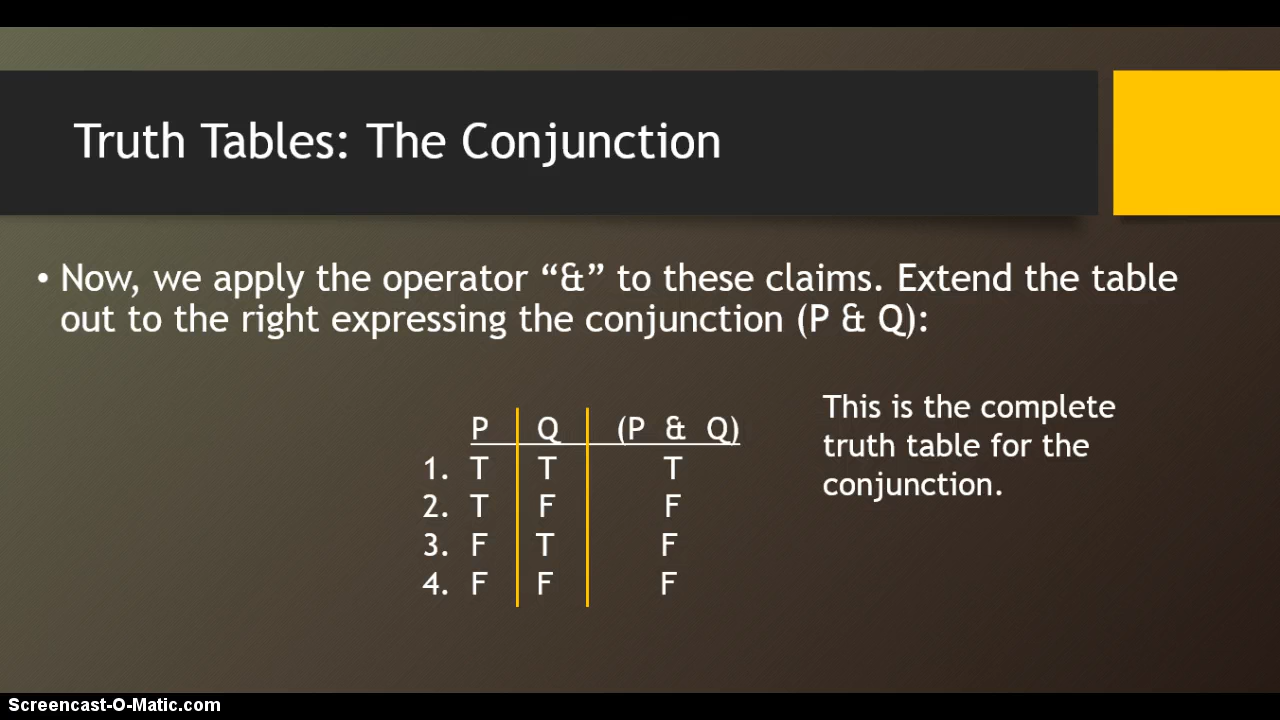 Truth Tables: The Conjunction
• Now, we apply the operator “&” to these claims. Extend the table
out to the right expressing the conjunction (P & Q):
P Q (P & Q)
1. T T T
2. T F F
3. F T F
4. F F F
This is the complete
truth table for the
conjunction.
Screencast-O-Matic.com